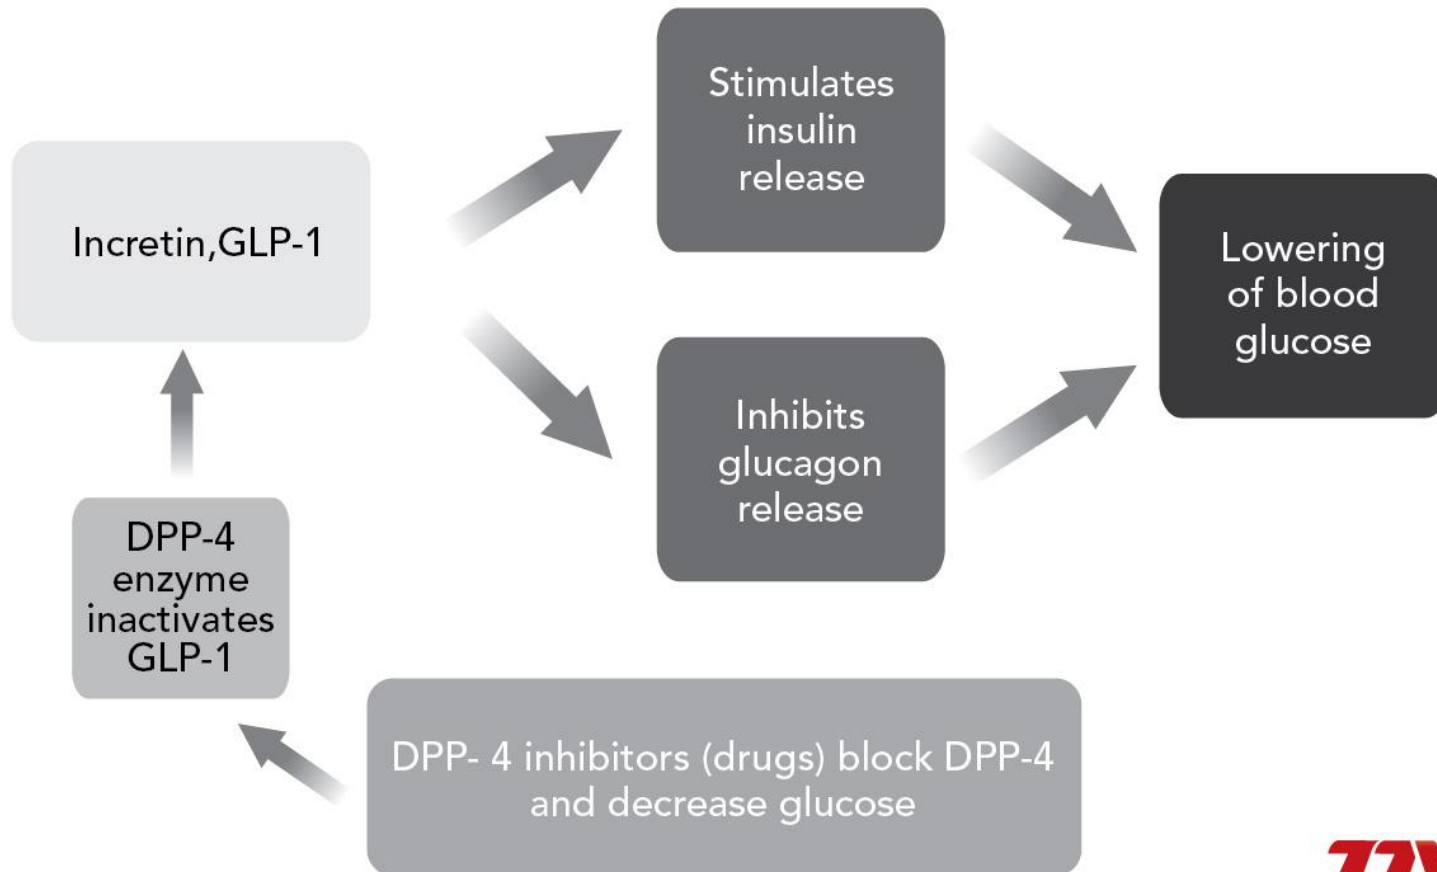 Stimulates
insulin
release
Incretin,GLP-1
Lowering
of blood
glucose
Inhibits
glucagon
release
DPP-4
enzyme
inactivates
GLP-1
DPP- 4 inhibitors (drugs) block DPP-4
and decrease glucose